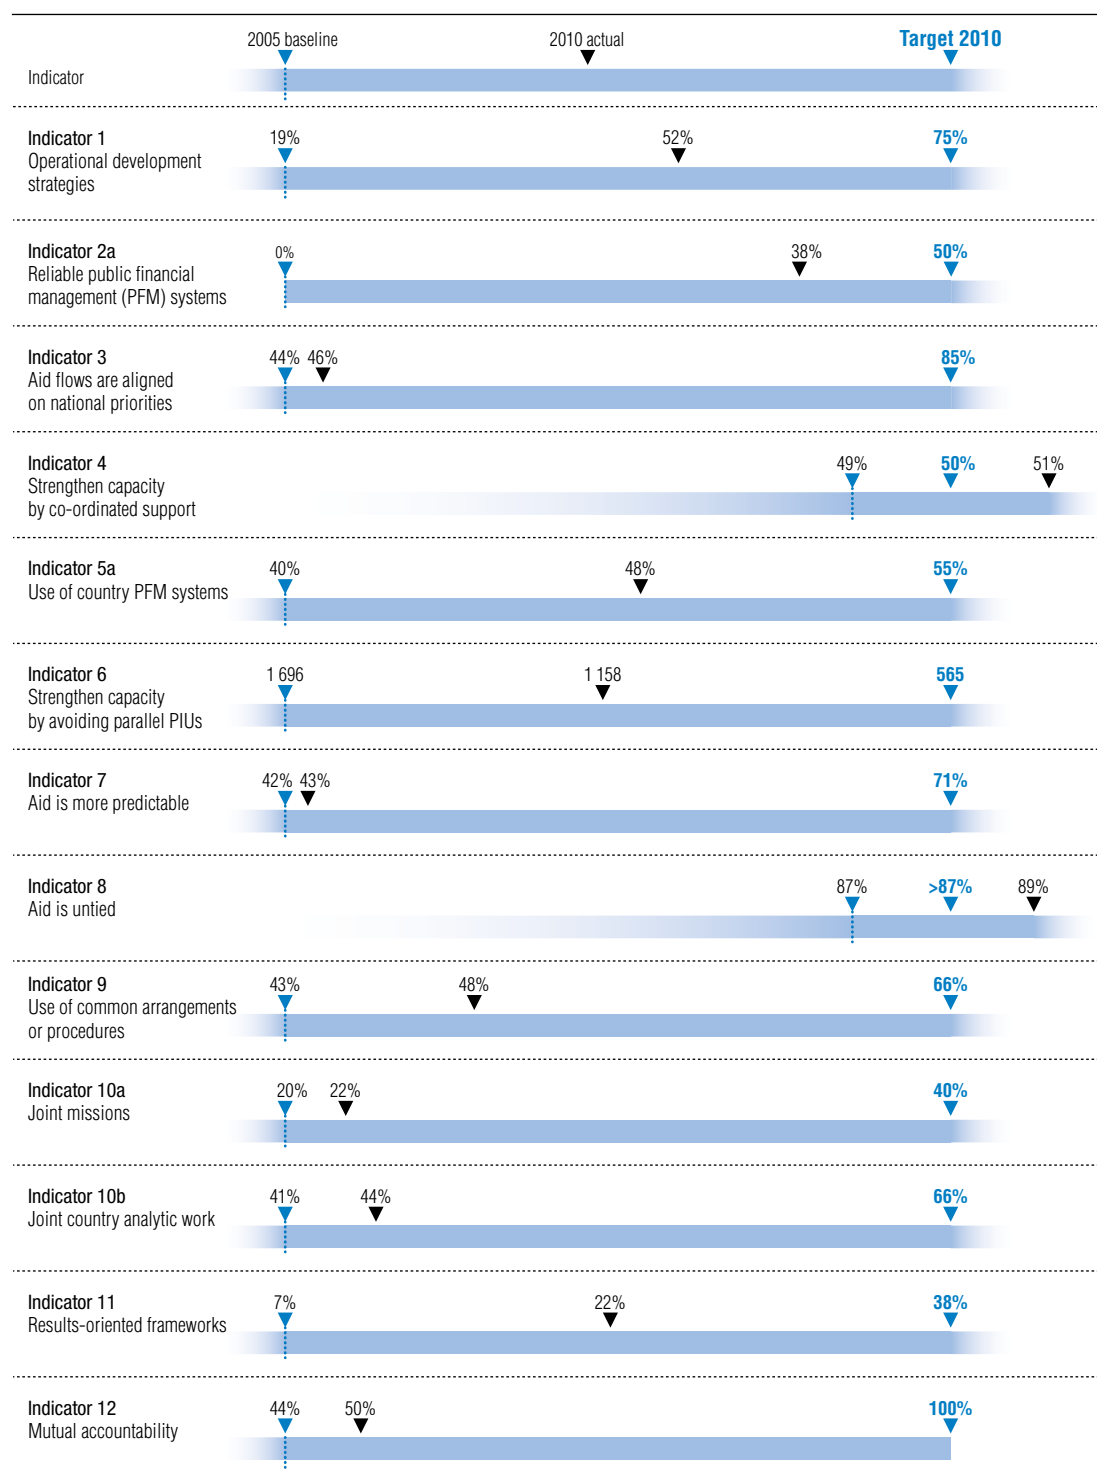 2005 baseline 2010 actual Target 2010
Indicator
Indicator 1 19% 52% 75%
Operational development
strategies
Indicator 2a 0% 38% 50%
Reliable public financial
management (PFM) systems
Indicator 3 44% 46% 85%
Aid flows are aligned
on national priorities
Indicator 4 49% 50% 51%
Strengthen capacity
by co-ordinated support
Indicator 5a 40% 48% 55%
Use of country PFM systems
Indicator 6 1 696 1 158 565
Strengthen capacity
by avoiding parallel PIUs
Indicator 7 42% 43% 71%
Aid is more predictable
Indicator 8 87% >87% 89%
Aid is untied
Indicator 9 43% 48% 66%
Use of common arrangements
or procedures
Indicator 10a 20% 22% 40%
Joint missions
Indicator 10b 41% 44% 66%
Joint country analytic work
Indicator 11 7% 22% 38%
Results-oriented frameworks
Indicator 12 44% 50% 100%
Mutual accountability